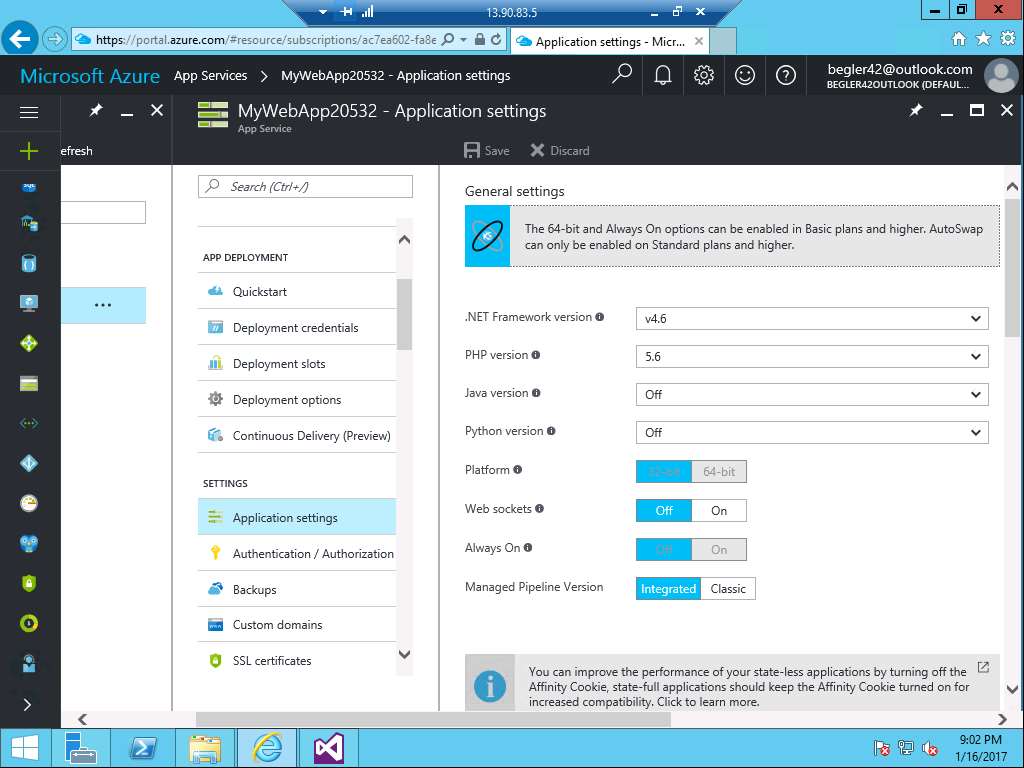 13.90.83.5
https://portal.azure.com/#resource/subscriptions/ac7ea602-fa8e
Application settings - Micr...
Microsoft Azure
App Services > MyWebApp20532 - Application settings
begler42@outlook.com
BEGLER42OUTLOOK (DEFAUL...
MyWebApp20532 - Application settings
App Service
efresh
Save
Discard
Search (Ctrl+/)
APP DEPLOYMENT
Quickstart
Deployment credentials
Deployment slots
Deployment options
Continuous Delivery (Preview)
SETTINGS
Application settings
Authentication / Authorization
Backups
Custom domains
SSL certificates
General settings
The 64-bit and Always On options can be enabled in Basic plans and higher. AutoSwap
can only be enabled on Standard plans and higher.
.NET Framework version
v4.6
PHP version
5.6
Java version
Off
Python version
Off
Platform
32-bit
64-bit
Web sockets
Off
On
Always On
Off
On
Managed Pipeline Version
Integrated
Classic
You can improve the performance of your state-less applications by turning off the
Affinity Cookie, state-full applications should keep the Affinity Cookie turned on for
increased compatibility. Click to learn more.
9:02 PM
1/16/2017